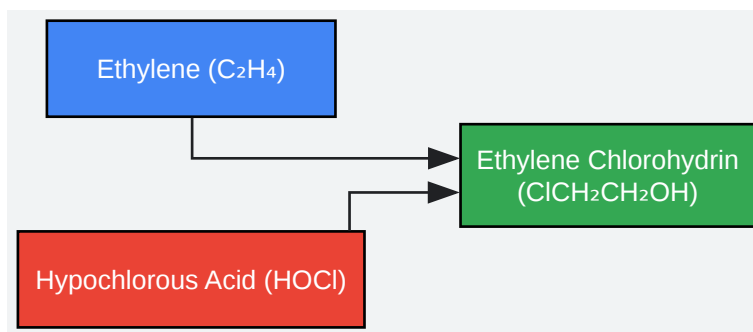 Ethylene (C₂H₄)
Ethylene Chlorohydrin
(ClCH₂CH₂OH)
Hypochlorous Acid (HOCl)